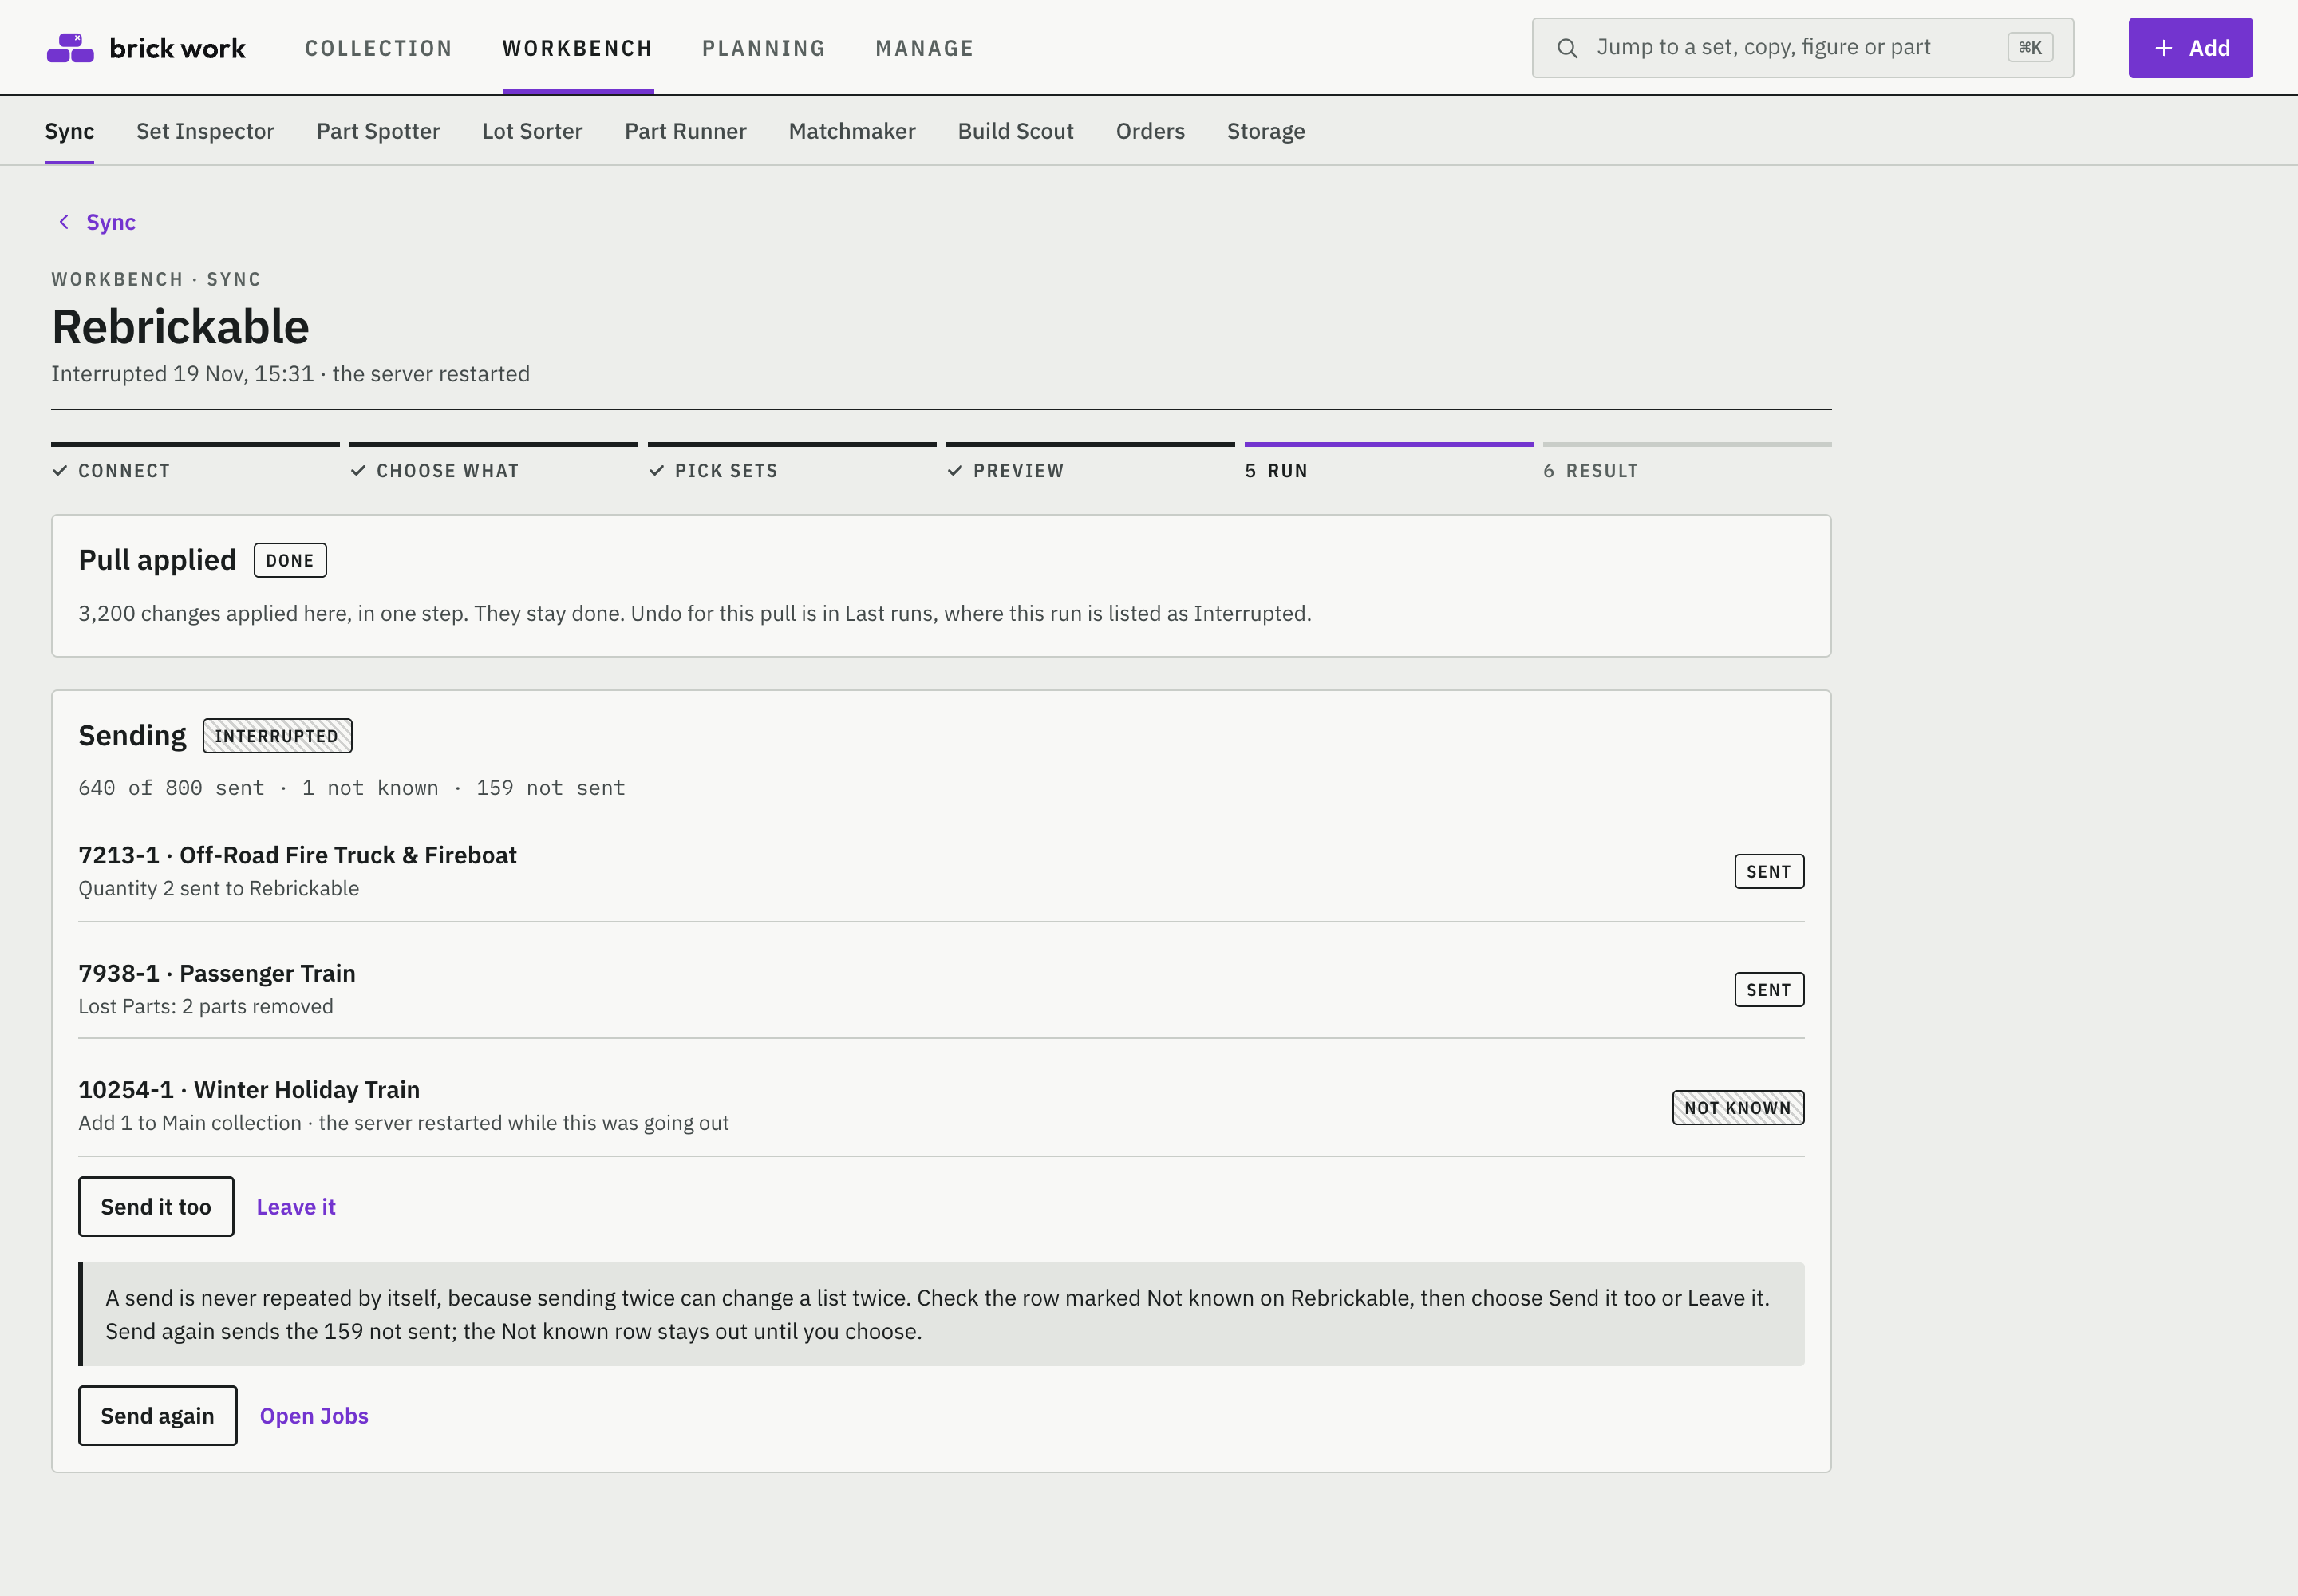 brick work
COLLECTION
WORKBENCH
PLANNING
MANAGE
Jump to a set, copy, figure or part
⌘K
+ Add
Sync
Set Inspector
Part Spotter
Lot Sorter
Part Runner
Matchmaker
Build Scout
Orders
Storage
Sync
WORKBENCH · SYNC
Rebrickable
Interrupted 19 Nov, 15:31 · the server restarted
CONNECT
CHOOSE WHAT
PICK SETS
PREVIEW
5 RUN
6 RESULT
Pull applied
DONE
3,200 changes applied here, in one step. They stay done. Undo for this pull is in Last runs, where this run is listed as Interrupted.
Sending
INTERRUPTED
640 of 800 sent · 1 not known · 159 not sent
7213-1 · Off-Road Fire Truck & Fireboat
Quantity 2 sent to Rebrickable
SENT
7938-1 · Passenger Train
Lost Parts: 2 parts removed
SENT
10254-1 · Winter Holiday Train
Add 1 to Main collection · the server restarted while this was going out
NOT KNOWN
Send it too
Leave it
A send is never repeated by itself, because sending twice can change a list twice. Check the row marked Not known on Rebrickable, then choose Send it too or Leave it.
Send again sends the 159 not sent; the Not known row stays out until you choose.
Send again
Open Jobs